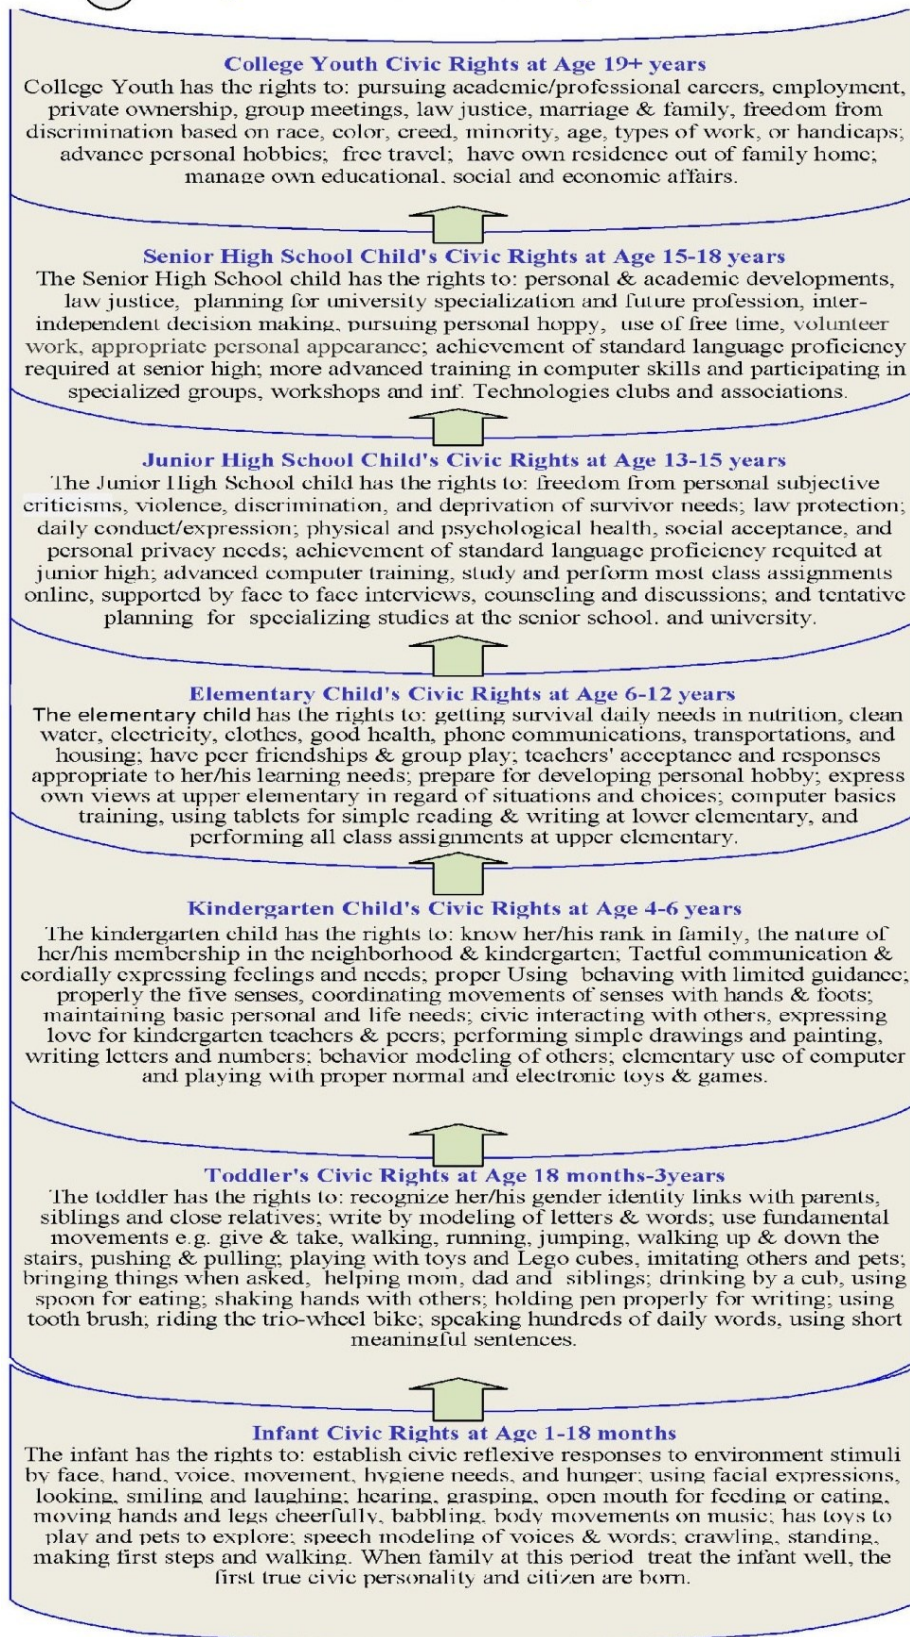 College Youth Civic Rights at Age 19+ years
College Youth has the rights to: pursuing academic/professional careers, employment,
private ownership, group meetings, law justice, marriage & family, freedom from
discrimination based on race, color, creed, minority, age, types of work, or handicaps;
advance personal hobbies; free travel; have own residence out of family home;
manage own educational, social and economic affairs.
Senior High School Child's Civic Rights at Age 15-18 years
The Senior High School child has the rights to: personal & academic developments,
law justice, planning for university specialization and future profession, inter-
independent decision making, pursuing personal hoppy, use of free time, volunteer
work, appropriate personal appearance; achievement of standard language proficiency
required at senior high; more advanced training in computer skills and participating in
specialized groups, workshops and inf. Technologies clubs and associations.
Junior High School Child's Civic Rights at Age 13-15 years
The Junior High School child has the rights to: freedom from personal subjective
criticisms, violence, discrimination, and deprivation of survivor needs; law protection;
daily conduct/expression; physical and psychological health, social acceptance, and
personal privacy needs; achievement of standard language proficiency requited at
junior high; advanced computer training, study and perform most class assignments
online, supported by face to face interviews, counseling and discussions; and tentative
planning for specializing studies at the senior school. and university.
Elementary Child's Civic Rights at Age 6-12 years
The elementary child has the rights to: getting survival daily needs in nutrition, clean
water, electricity, clothes, good health, phone communications, transportations, and
housing; have peer friendships & group play; teachers' acceptance and responses
appropriate to her/his learning needs; prepare for developing personal hobby; express
own views at upper elementary in regard of situations and choices; computer basics
training, using tablets for simple reading & writing at lower elementary, and
performing all class assignments at upper elementary.
Kindergarten Child's Civic Rights at Age 4-6 years
The kindergarten child has the rights to: know her/his rank in family, the nature of
her/his membership in the neighborhood & kindergarten; Tactful communication &
cordially expressing feelings and needs; proper Using behaving with limited guidance;
properly the five senses, coordinating movements of senses with hands & foots;
maintaining basic personal and life needs; civic interacting with others, expressing
love for kindergarten teachers & peers; performing simple drawings and painting,
writing letters and numbers; behavior modeling of others; elementary use of computer
and playing with proper normal and electronic toys & games.
Toddler's Civic Rights at Age 18 months-3years
The toddler has the rights to: recognize her/his gender identity links with parents,
siblings and close relatives; write by modeling of letters & words; use fundamental
movements e.g. give & take, walking, running, jumping, walking up & down the
stairs, pushing & pulling; playing with toys and Lego cubes, imitating others and pets;
bringing things when asked, helping mom, dad and siblings; drinking by a cub, using
spoon for eating; shaking hands with others; holding pen properly for writing; using
tooth brush; riding the trio-wheel bike; speaking hundreds of daily words, using short
meaningful sentences.
Infant Civic Rights at Age 1-18 months
The infant has the rights to: establish civic reflexive responses to environment stimuli
by face, hand, voice, movement, hygiene needs, and hunger; using facial expressions,
looking, smiling and laughing; hearing, grasping, open mouth for feeding or eating,
moving hands and legs cheerfully, babbling, body movements on music; has toys to
play and pets to explore; speech modeling of voices & words; crawling, standing,
making first steps and walking. When family at this period treat the infant well, the
first true civic personality and citizen are born.